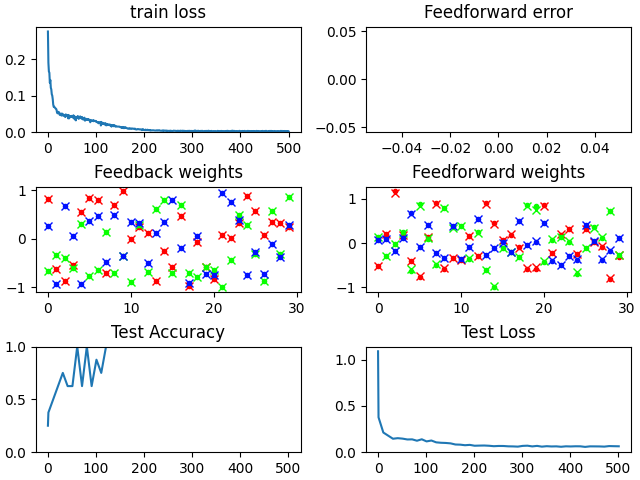 train loss
0.2
0.1
0.0
0 100 200 300 400 500
Feedforward error
0.05
0.00
−0.05
−0.04 −0.02 0.00 0.02 0.04
Feedback weights
1
0
−1
0 10 20 30
Feedforward weights
1
0
−1
0 10 20 30
Test Accuracy
1.0
0.5
0.0
0 100 200 300 400 500
Test Loss
1.0
0.5
0.0
0 100 200 300 400 500